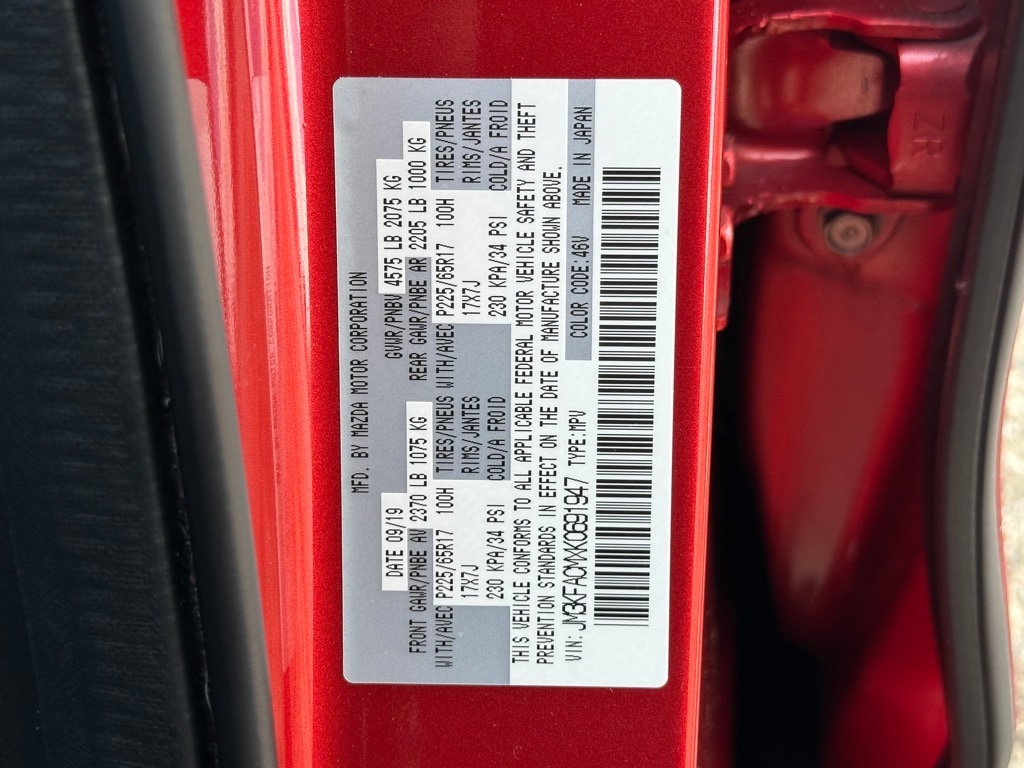 MFD. BY MAZDA MOTOR CORPORATION
DATE 09/19 GVWR/PNBV 4575 LB 2075 KG
FRONT GAWR/PNBE AV 2370 LB 1075 KG REAR GAWR/PNBE AR 2205 LB 1000 KG
WITH/AVEC P225/65R17 100H TIRES/PNEUS WITH/AVEC P225/65R17 100H TIRES/PNEUS
17X7J RIMS/JANTES 17X7J RIMS/JANTES
230 KPA/34 PSI COLD/A FROID 230 KPA/34 PSI COLD/A FROID
THIS VEHICLE CONFORMS TO ALL APPLICABLE FEDERAL MOTOR VEHICLE SAFETY AND THEFT
PREVENTION STANDARDS IN EFFECT ON THE DATE OF MANUFACTURE SHOWN ABOVE.
VIN: JM3KFACMXK0691947 TYPE:MPV COLOR CODE:46V MADE IN JAPAN
ZR